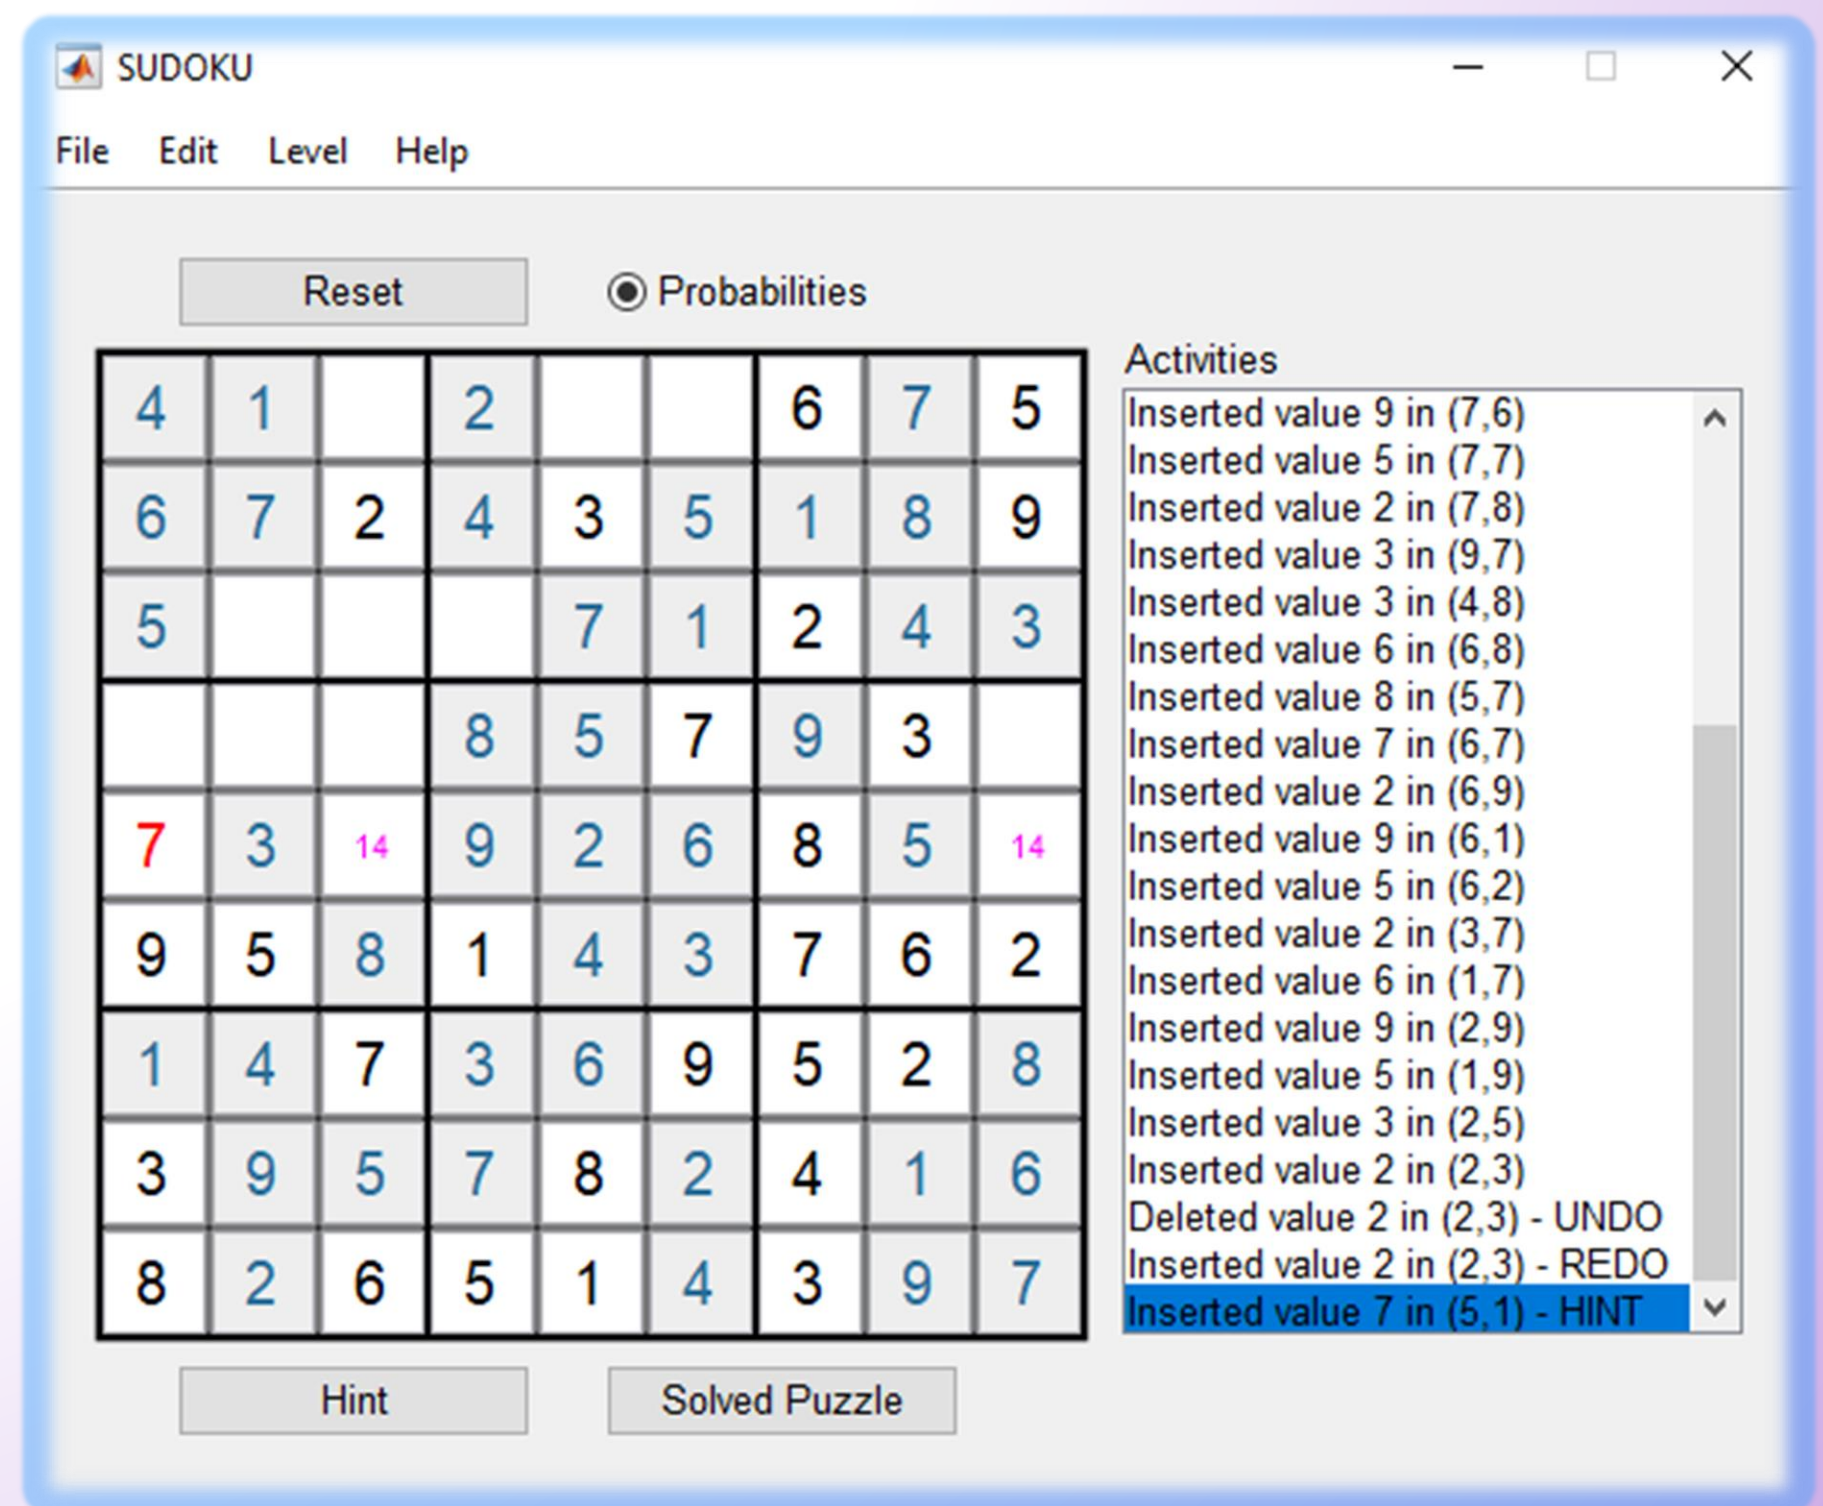 SUDOKU
File Edit Level Help
Reset Probabilities
4 1 2 6 7 5
6 7 2 4 3 5 1 8 9
5 7 1 2 4 3
8 5 7 9 3
7 3 14 9 2 6 8 5 14
9 5 8 1 4 3 7 6 2
1 4 7 3 6 9 5 2 8
3 9 5 7 8 2 4 1 6
8 2 6 5 1 4 3 9 7
Activities
Inserted value 9 in (7,6)
Inserted value 5 in (7,7)
Inserted value 2 in (7,8)
Inserted value 3 in (9,7)
Inserted value 3 in (4,8)
Inserted value 6 in (6,8)
Inserted value 8 in (5,7)
Inserted value 7 in (6,7)
Inserted value 2 in (6,9)
Inserted value 9 in (6,1)
Inserted value 5 in (6,2)
Inserted value 2 in (3,7)
Inserted value 6 in (1,7)
Inserted value 9 in (2,9)
Inserted value 5 in (1,9)
Inserted value 3 in (2,5)
Inserted value 2 in (2,3)
Deleted value 2 in (2,3) - UNDO
Inserted value 2 in (2,3) - REDO
Inserted value 7 in (5,1) - HINT
Hint Solved Puzzle